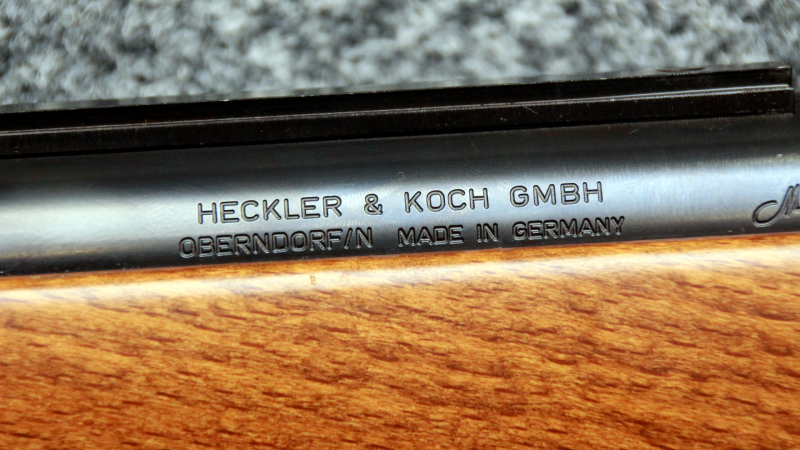 HECKLER & KOCH GMBH
OBERNDORF/N MADE IN GERMANY